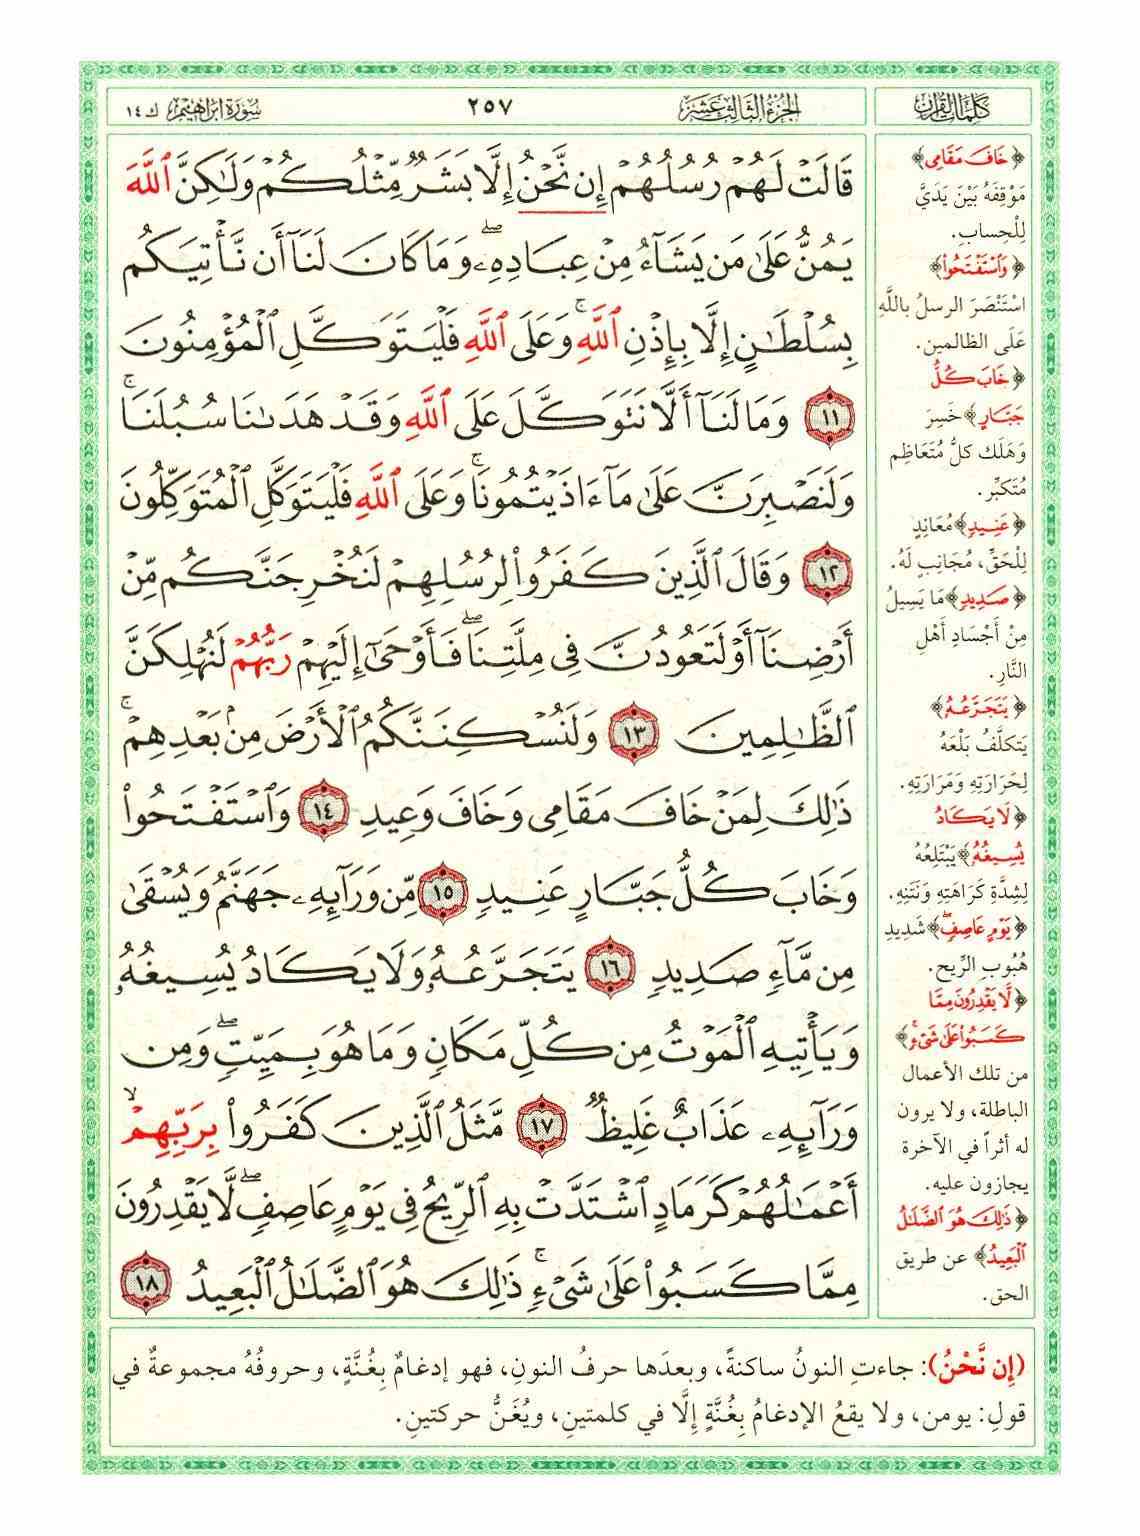 كلمات القرآن
الجزء الثالث عشر
٢٥٧
سورة إبراهيم ك ١٤
قَالَتْ لَهُمْ رُسُلُهُمْ إِن نَّحْنُ إِلَّا بَشَرٌ مِّثْلُكُمْ وَلَٰكِنَّ ٱللَّهَ
يَمُنُّ عَلَىٰ مَن يَشَآءُ مِنْ عِبَادِهِۦۖ وَمَا كَانَ لَنَآ أَن نَّأْتِيَكُم
بِسُلْطَٰنٍ إِلَّا بِإِذْنِ ٱللَّهِۚ وَعَلَى ٱللَّهِ فَلْيَتَوَكَّلِ ٱلْمُؤْمِنُونَ
١١ وَمَا لَنَآ أَلَّا نَتَوَكَّلَ عَلَى ٱللَّهِ وَقَدْ هَدَىٰنَا سُبُلَنَاۚ
وَلَنَصْبِرَنَّ عَلَىٰ مَآ ءَاذَيْتُمُونَاۚ وَعَلَى ٱللَّهِ فَلْيَتَوَكَّلِ ٱلْمُتَوَكِّلُونَ
١٢ وَقَالَ ٱلَّذِينَ كَفَرُوا۟ لِرُسُلِهِمْ لَنُخْرِجَنَّكُم مِّنْ
أَرْضِنَآ أَوْ لَتَعُودُنَّ فِى مِلَّتِنَاۖ فَأَوْحَىٰٓ إِلَيْهِمْ رَبُّهُمْ لَنُهْلِكَنَّ
ٱلظَّٰلِمِينَ ١٣ وَلَنُسْكِنَنَّكُمُ ٱلْأَرْضَ مِنۢ بَعْدِهِمْۚ
ذَٰلِكَ لِمَنْ خَافَ مَقَامِى وَخَافَ وَعِيدِ ١٤ وَٱسْتَفْتَحُوا۟
وَخَابَ كُلُّ جَبَّارٍ عَنِيدٍ ١٥ مِّن وَرَآئِهِۦ جَهَنَّمُ وَيُسْقَىٰ
مِن مَّآءٍ صَدِيدٍ ١٦ يَتَجَرَّعُهُۥ وَلَا يَكَادُ يُسِيغُهُۥ
وَيَأْتِيهِ ٱلْمَوْتُ مِن كُلِّ مَكَانٍ وَمَا هُوَ بِمَيِّتٍۖ وَمِن
وَرَآئِهِۦ عَذَابٌ غَلِيظٌ ١٧ مَّثَلُ ٱلَّذِينَ كَفَرُوا۟ بِرَبِّهِمْۙ
أَعْمَٰلُهُمْ كَرَمَادٍ ٱشْتَدَّتْ بِهِ ٱلرِّيحُ فِى يَوْمٍ عَاصِفٍۖ لَّا يَقْدِرُونَ
مِمَّا كَسَبُوا۟ عَلَىٰ شَىْءٍۚ ذَٰلِكَ هُوَ ٱلضَّلَٰلُ ٱلْبَعِيدُ ١٨
﴿خَافَ مَقَامِى﴾
مَوْقِفَهُ بَيْنَ يَدَيَّ
لِلْحِسَابِ.
﴿وَٱسْتَفْتَحُوا۟﴾
اسْتَنْصَرَ الرسلُ باللَّهِ
عَلَى الظالمين.
﴿خَابَ كُلُّ
جَبَّارٍ﴾ خَسِرَ
وَهَلَك كلُّ مُتَعَاظِم
مُتَكَبِّر.
﴿عَنِيدٍ﴾ مُعَانِدٍ
لِلْحَقِّ، مُجَانِبٍ لَهُ.
﴿صَدِيدٍ﴾ مَا يَسِيلُ
مِنْ أَجْسَادِ أَهْلِ
النَّارِ.
﴿يَتَجَرَّعُهُ﴾
يَتَكلَّفُ بَلْعَهُ
لِحَرَارَتِهِ وَمَرَارَتِهِ.
﴿لَا يَكَادُ
يُسِيغُهُۥ﴾ يَبْتَلِعُهُ
لِشِدَّةِ كَرَاهَتِهِ وَنَتَنِهِ.
﴿يَوْمٍ عَاصِفٍۖ﴾ شَدِيدِ
هُبُوبِ الرِّيح.
﴿لَّا يَقْدِرُونَ مِمَّا
كَسَبُوا۟ عَلَىٰ شَىْءٍۚ﴾
من تلك الأعمال
الباطلة، ولا يرون
له أثراً في الآخرة
يجازون عليه.
﴿ذَٰلِكَ هُوَ ٱلضَّلَٰلُ
ٱلْبَعِيدُ﴾ عن طريق
الحق.
(إِن نَّحْنُ): جاءتِ النونُ ساكنةً، وبعدَها حرفُ النونِ، فهو إدغامٌ بِغُنَّةٍ، وحروفُهُ مجموعةٌ في
قولِ: يومن، ولا يقعُ الإدغامُ بِغُنَّةٍ إلَّا في كلمتينِ، ويُغَنُّ حركتينِ.